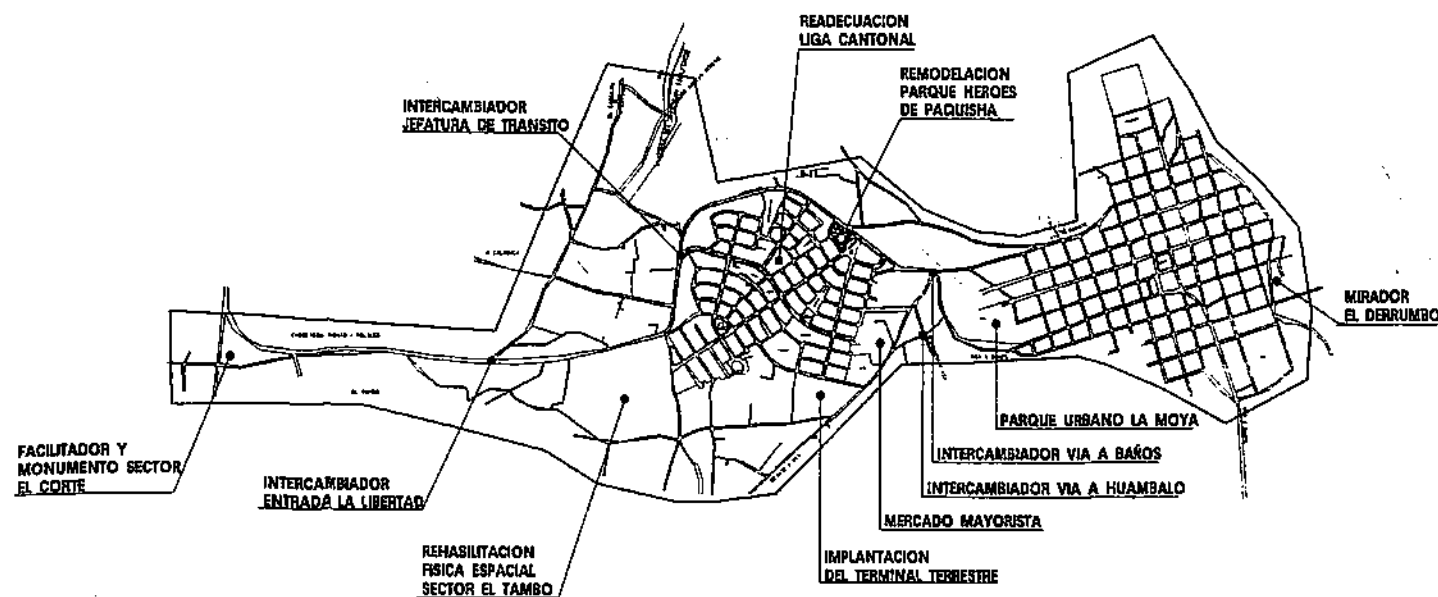 READECUACION
LIGA CANTONAL
REMODELACION
PARQUE HEROES
DE PAQUISHA
INTERCAMBIADOR
JEFATURA DE TRANSITO
MIRADOR
EL DERRUMBO
PARQUE URBANO LA MOYA
FACILITADOR Y
MONUMENTO SECTOR
EL CORTE
INTERCAMBIADOR VIA A BAÑOS
INTERCAMBIADOR
ENTRADA LA LIBERTAD
INTERCAMBIADOR VIA A HUAMBALO
MERCADO MAYORISTA
REHABILITACION
FISICA ESPACIAL
SECTOR EL TAMBO
IMPLANTACION
DEL TERMINAL TERRESTRE